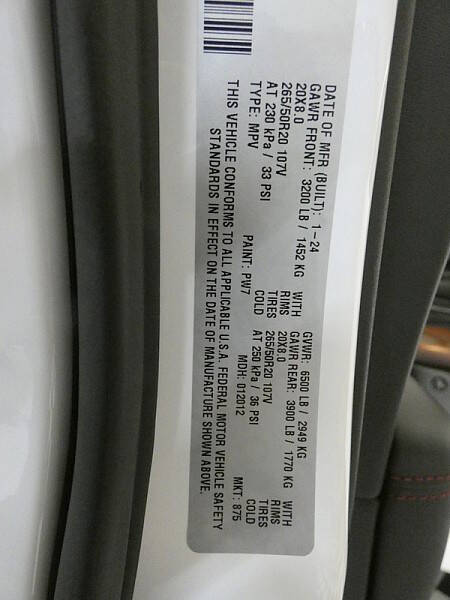 DATE OF MFR (BUILT): 1-24 GVWR: 6500 LB / 2949 KG
GAWR FRONT: 3200 LB / 1452 KG WITH GAWR REAR: 3900 LB / 1770 KG WITH
20X8.0 RIMS 20X8.0 RIMS
265/50R20 107V TIRES 265/50R20 107V TIRES
AT 230 kPa / 33 PSI COLD AT 250 kPa / 36 PSI COLD
TYPE: MPV PAINT: PW7 MDH: 012012 MKT: 875
THIS VEHICLE CONFORMS TO ALL APPLICABLE U.S.A. FEDERAL MOTOR VEHICLE SAFETY
STANDARDS IN EFFECT ON THE DATE OF MANUFACTURE SHOWN ABOVE.